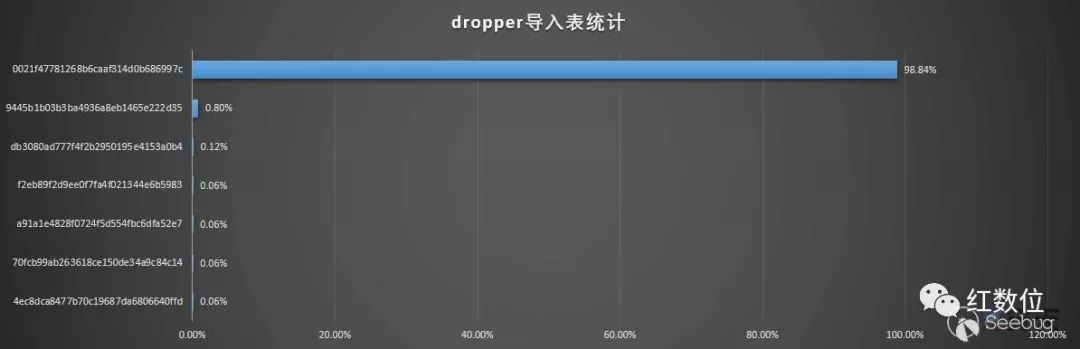 dropper导入表统计
0021f47781268b6caaf314d0b686997c 98.84%
9445b1b03b3ba4936a8eb1465e222d35 0.80%
db3080ad777f4f2b2950195e4153a0b4 0.12%
f2eb89f2d9ee0f7fa4f021344e6b5983 0.06%
a91a1e4828f0724f5d554fbc6dfa52e7 0.06%
70fcb99ab263618ce150de34a9c84c14 0.06%
4ec8dca8477b70c19687da6806640ffd 0.06%
0.00% 20.00% 40.00% 60.00% 80.00% 100.00% 120.00%
红数位
Seebug